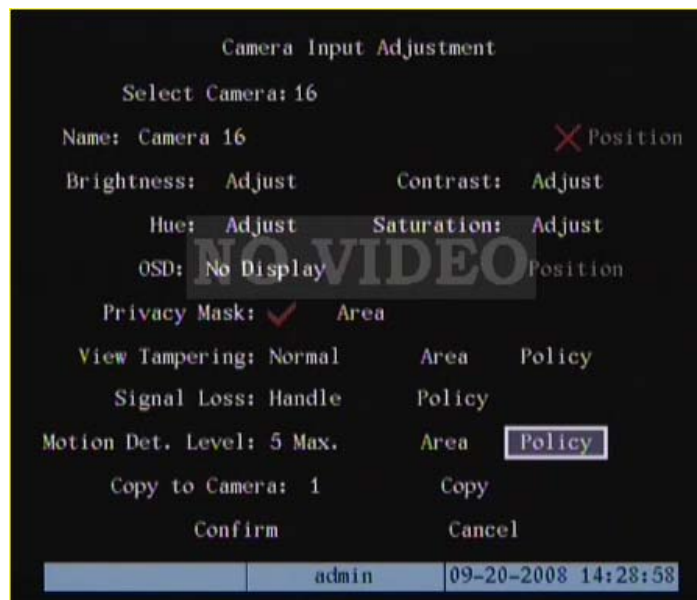 Camera Input Adjustment
Select Camera: 16
Name: Camera 16 Position
Brightness: Adjust Contrast: Adjust
Hue: Adjust Saturation: Adjust
NO VIDEO
OSD: No Display Position
Privacy Mask: Area
View Tampering: Normal Area Policy
Signal Loss: Handle Policy
Motion Det. Level: 5 Max. Area Policy
Copy to Camera: 1 Copy
Confirm Cancel
admin 09-20-2008 14:28:58